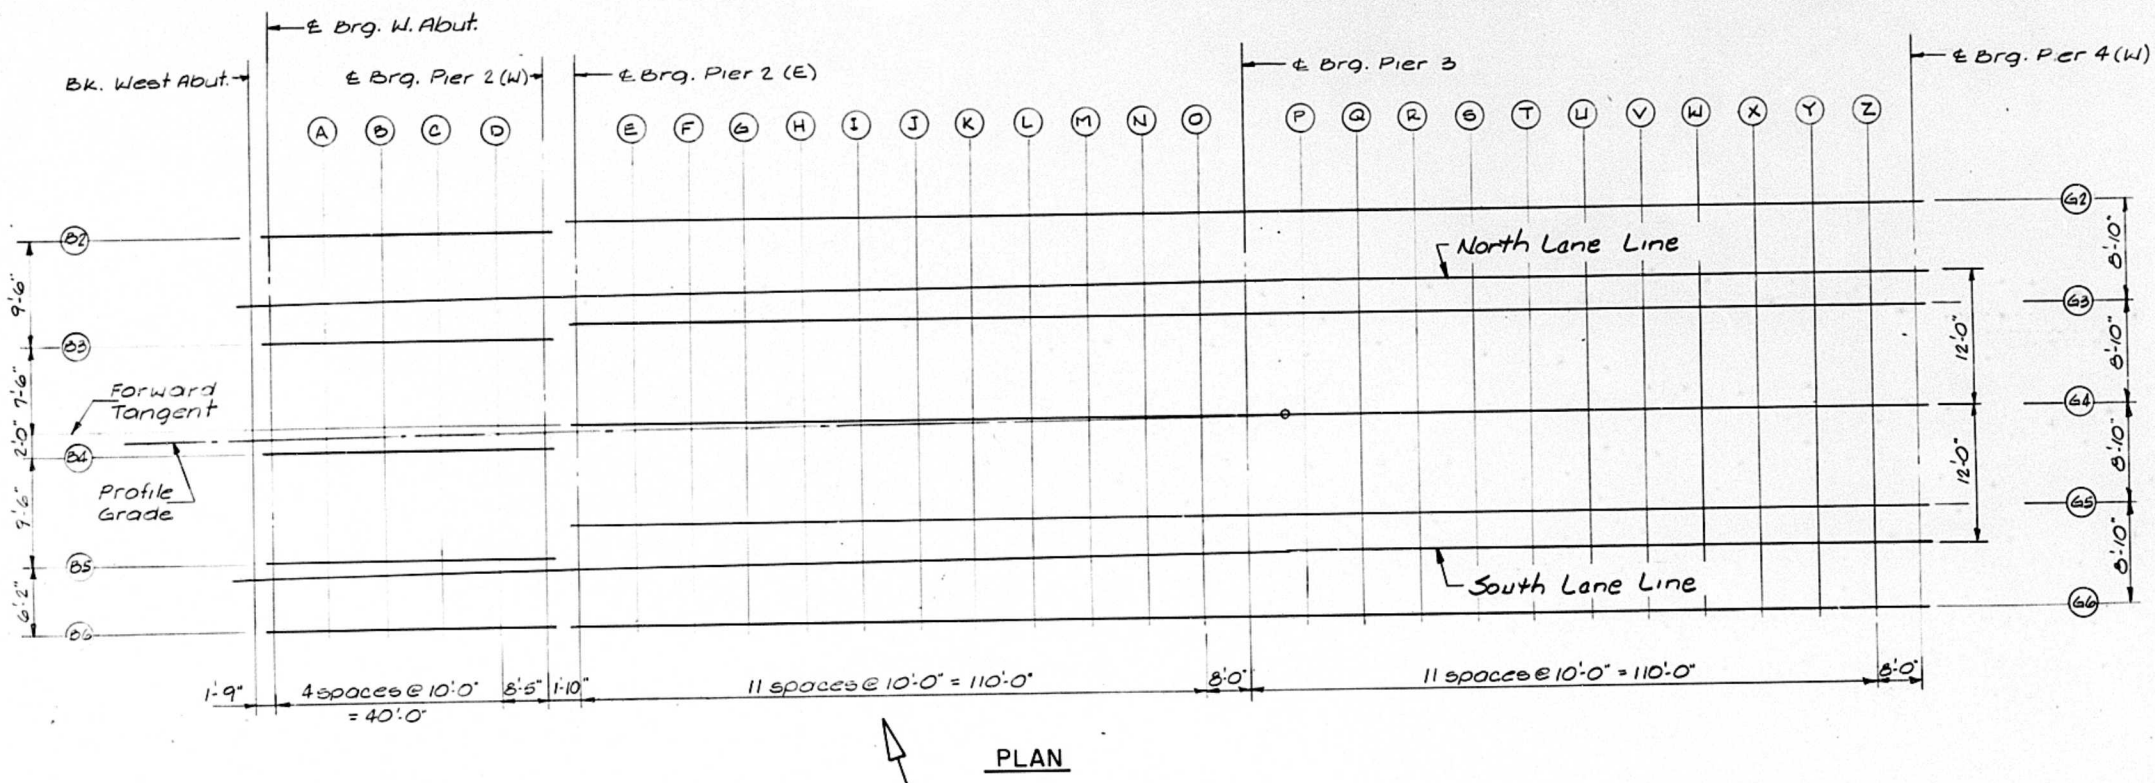 ℄ Brg. W. Abut.
Bk. West Abut.
℄ Brg. Pier 2 (W)
℄ Brg. Pier 2 (E)
℄ Brg. Pier 3
℄ Brg. Pier 4 (W)
A B C D E F G H I J K L M N O P Q R S T U V W X Y Z
B2
G2
North Lane Line
9'-6"
8'-10"
G3
B3
12'-0"
8'-10"
7'-6"
Forward
Tangent
G4
2'-0"
B4
Profile
Grade
9'-6"
12'-0"
8'-10"
G5
B5
South Lane Line
8'-10"
6'-2"
B6
G6
1'-9"
4 spaces @ 10'-0"
= 40'-0"
8'-5"
1'-10"
11 spaces @ 10'-0" = 110'-0"
8'-0"
11 spaces @ 10'-0" = 110'-0"
8'-0"
PLAN